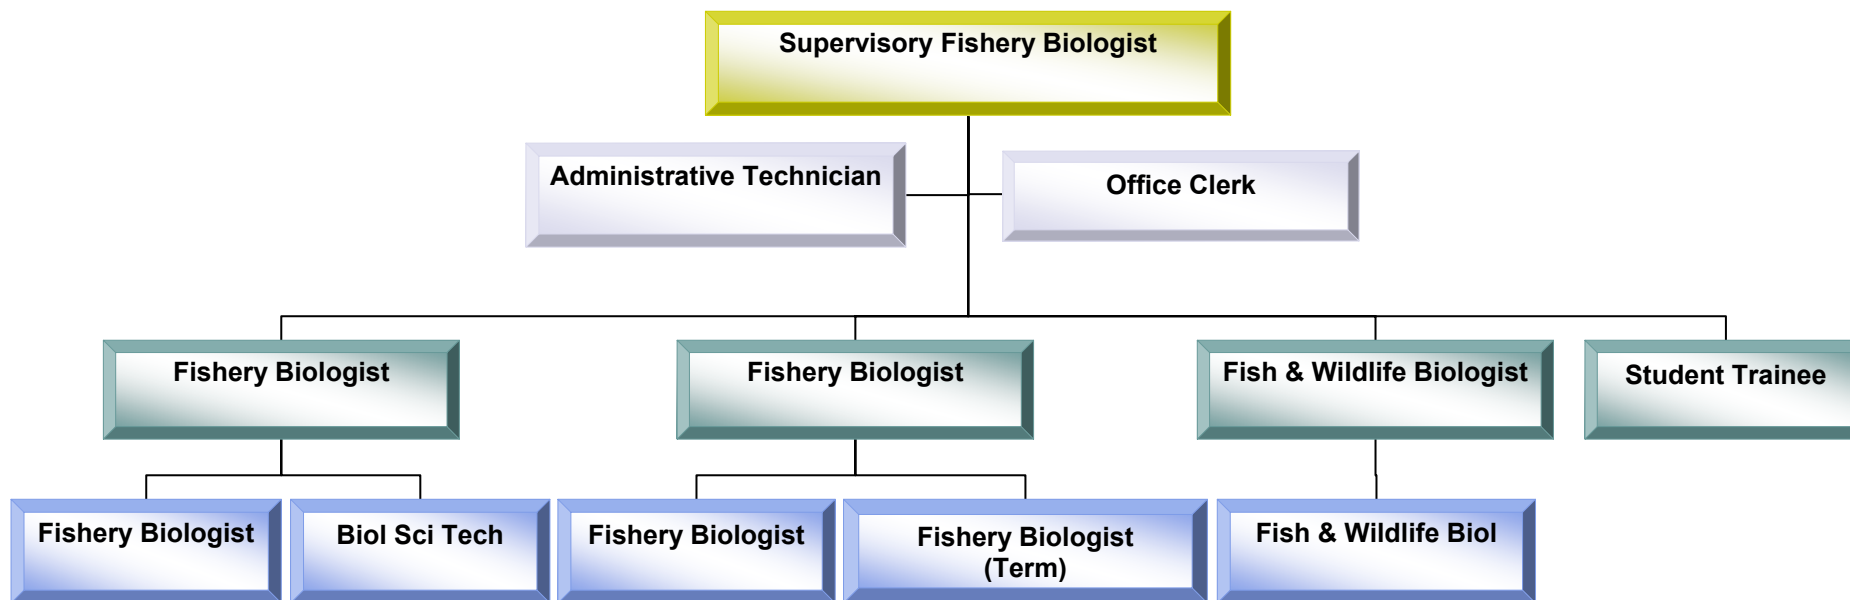 Supervisory Fishery Biologist
Administrative Technician
Office Clerk
Fishery Biologist
Fishery Biologist
Fish & Wildlife Biologist
Student Trainee
Fishery Biologist
Biol Sci Tech
Fishery Biologist
Fishery Biologist
(Term)
Fish & Wildlife Biol